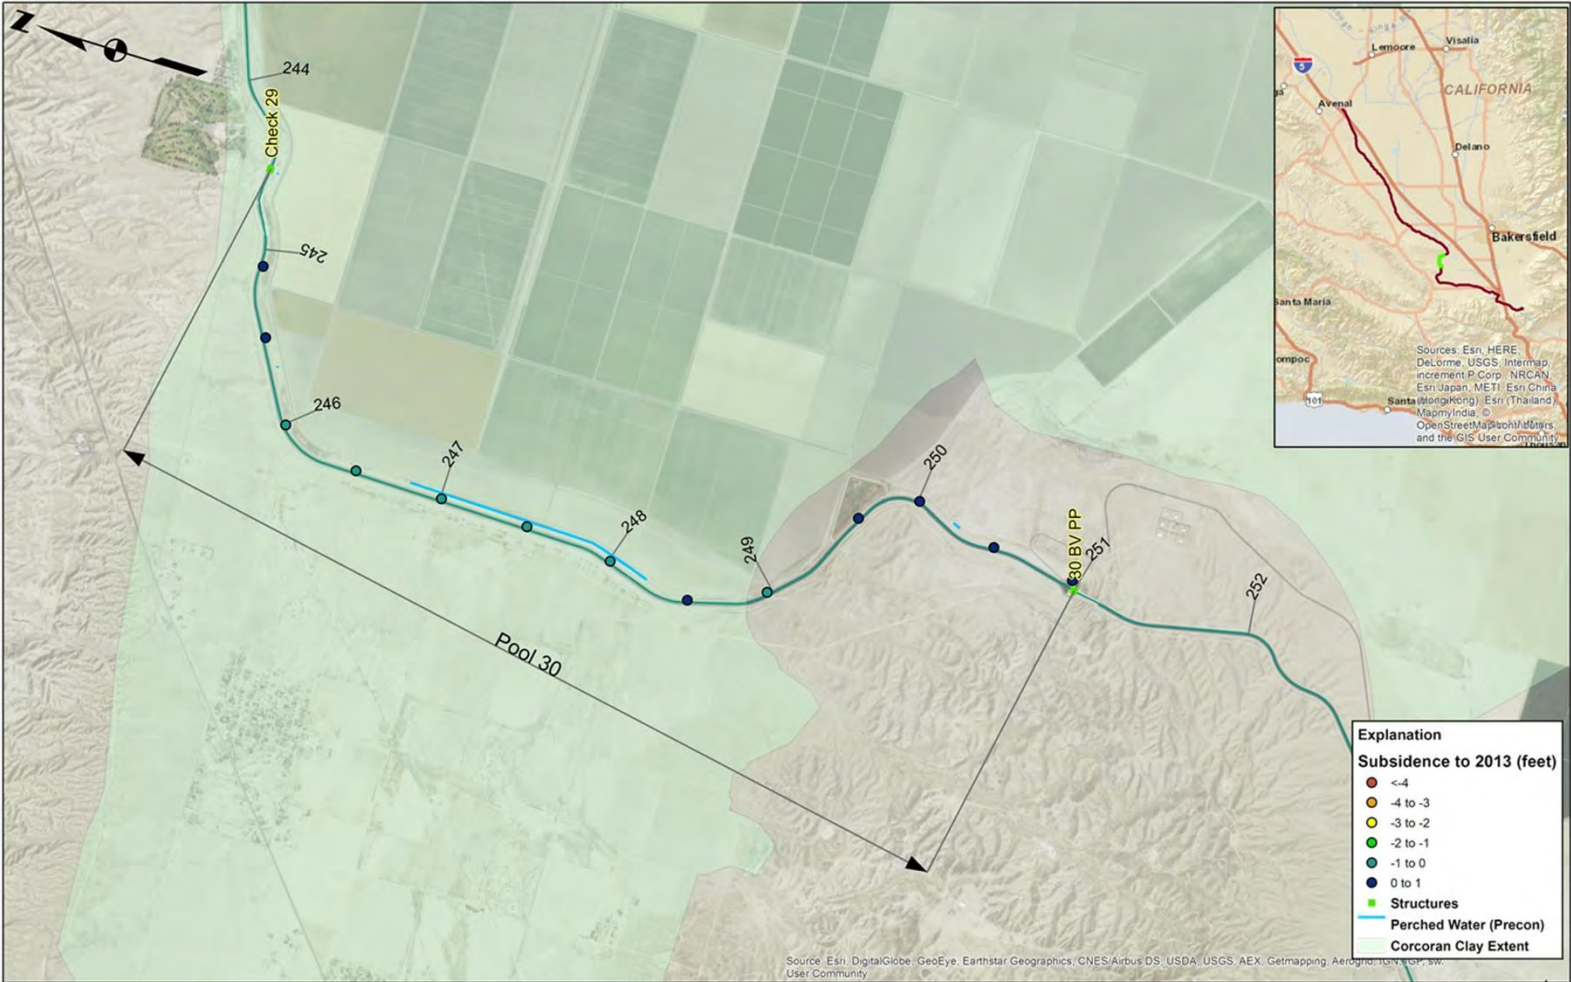 N
244
Check 29
245
246
247
248
249
250
30 BV PP
251
252
Pool 30
5
Lemoore
Visalia
CALIFORNIA
Avenal
Delano
Bakersfield
Santa Maria
ompoc
101
Santa
Sources: Esri, HERE,
DeLorme, USGS, Intermap,
increment P Corp., NRCAN,
Esri Japan, METI, Esri China
(Hong Kong), Esri (Thailand),
MapmyIndia, ©
OpenStreetMap contributors,
and the GIS User Community
Explanation
Subsidence to 2013 (feet)
<-4
-4 to -3
-3 to -2
-2 to -1
-1 to 0
0 to 1
Structures
Perched Water (Precon)
Corcoran Clay Extent
Source: Esri, DigitalGlobe, GeoEye, Earthstar Geographics, CNES/Airbus DS, USDA, USGS, AEX, Getmapping, Aerogrid, IGN, IGP, sw
User Community